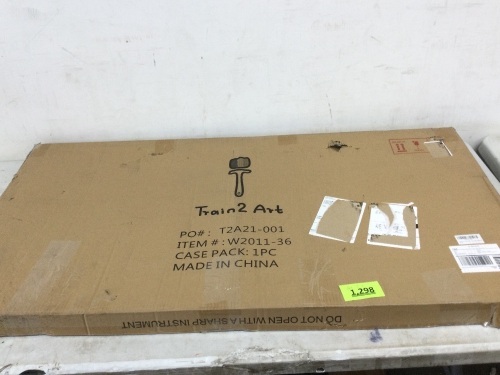 Train2 Art
PO#: T2A21-001
ITEM #: W2011-36
CASE PACK: 1PC
MADE IN CHINA
1,298
DO NOT OPEN WITH A SHARP INSTRUMENT